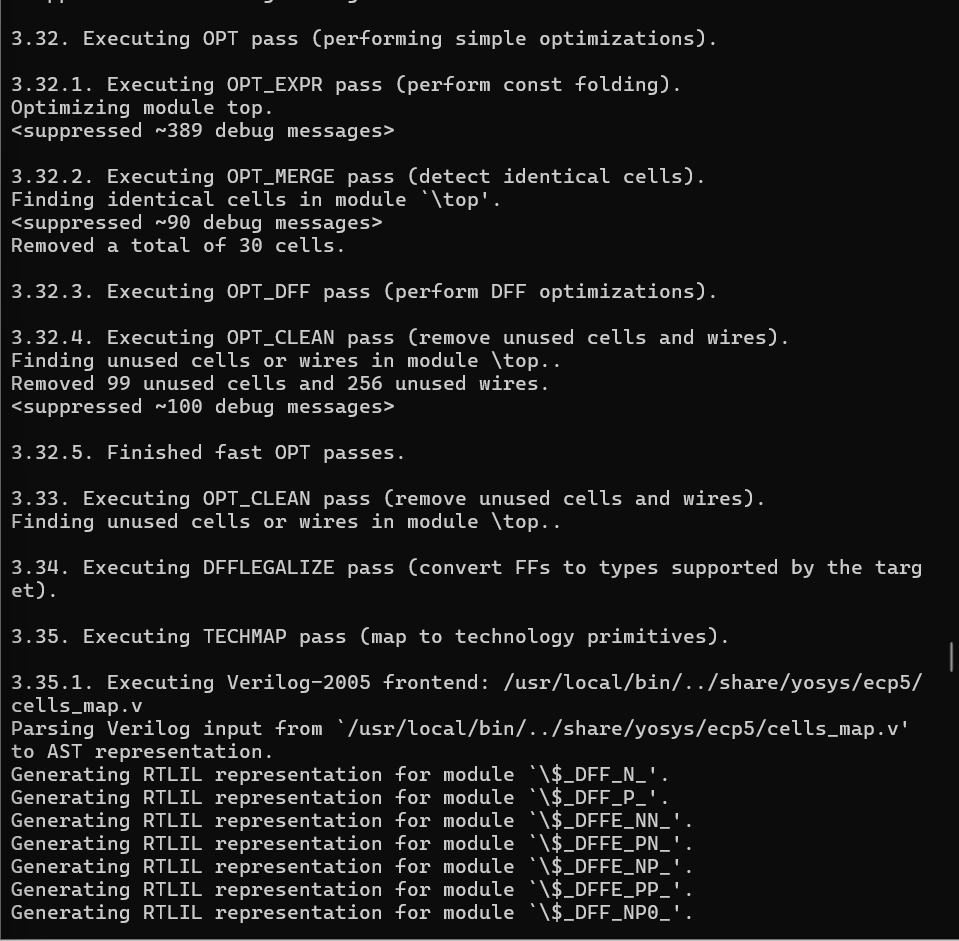 3.32. Executing OPT pass (performing simple optimizations).
3.32.1. Executing OPT_EXPR pass (perform const folding).
Optimizing module top.
<suppressed ~389 debug messages>
3.32.2. Executing OPT_MERGE pass (detect identical cells).
Finding identical cells in module `\top'.
<suppressed ~90 debug messages>
Removed a total of 30 cells.
3.32.3. Executing OPT_DFF pass (perform DFF optimizations).
3.32.4. Executing OPT_CLEAN pass (remove unused cells and wires).
Finding unused cells or wires in module \top..
Removed 99 unused cells and 256 unused wires.
<suppressed ~100 debug messages>
3.32.5. Finished fast OPT passes.
3.33. Executing OPT_CLEAN pass (remove unused cells and wires).
Finding unused cells or wires in module \top..
3.34. Executing DFFLEGALIZE pass (convert FFs to types supported by the targ
et).
3.35. Executing TECHMAP pass (map to technology primitives).
3.35.1. Executing Verilog-2005 frontend: /usr/local/bin/../share/yosys/ecp5/
cells_map.v
Parsing Verilog input from `/usr/local/bin/../share/yosys/ecp5/cells_map.v'
to AST representation.
Generating RTLIL representation for module `\$_DFF_N_'.
Generating RTLIL representation for module `\$_DFF_P_'.
Generating RTLIL representation for module `\$_DFFE_NN_'.
Generating RTLIL representation for module `\$_DFFE_PN_'.
Generating RTLIL representation for module `\$_DFFE_NP_'.
Generating RTLIL representation for module `\$_DFFE_PP_'.
Generating RTLIL representation for module `\$_DFF_NP0_'.